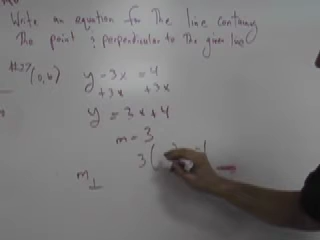 Write an equation for the line containing
the point & perpendicular to the given line
#27 (0,6) y - 3x = 4
+3x +3x
y = 3x + 4
m = 3
3(
m⊥